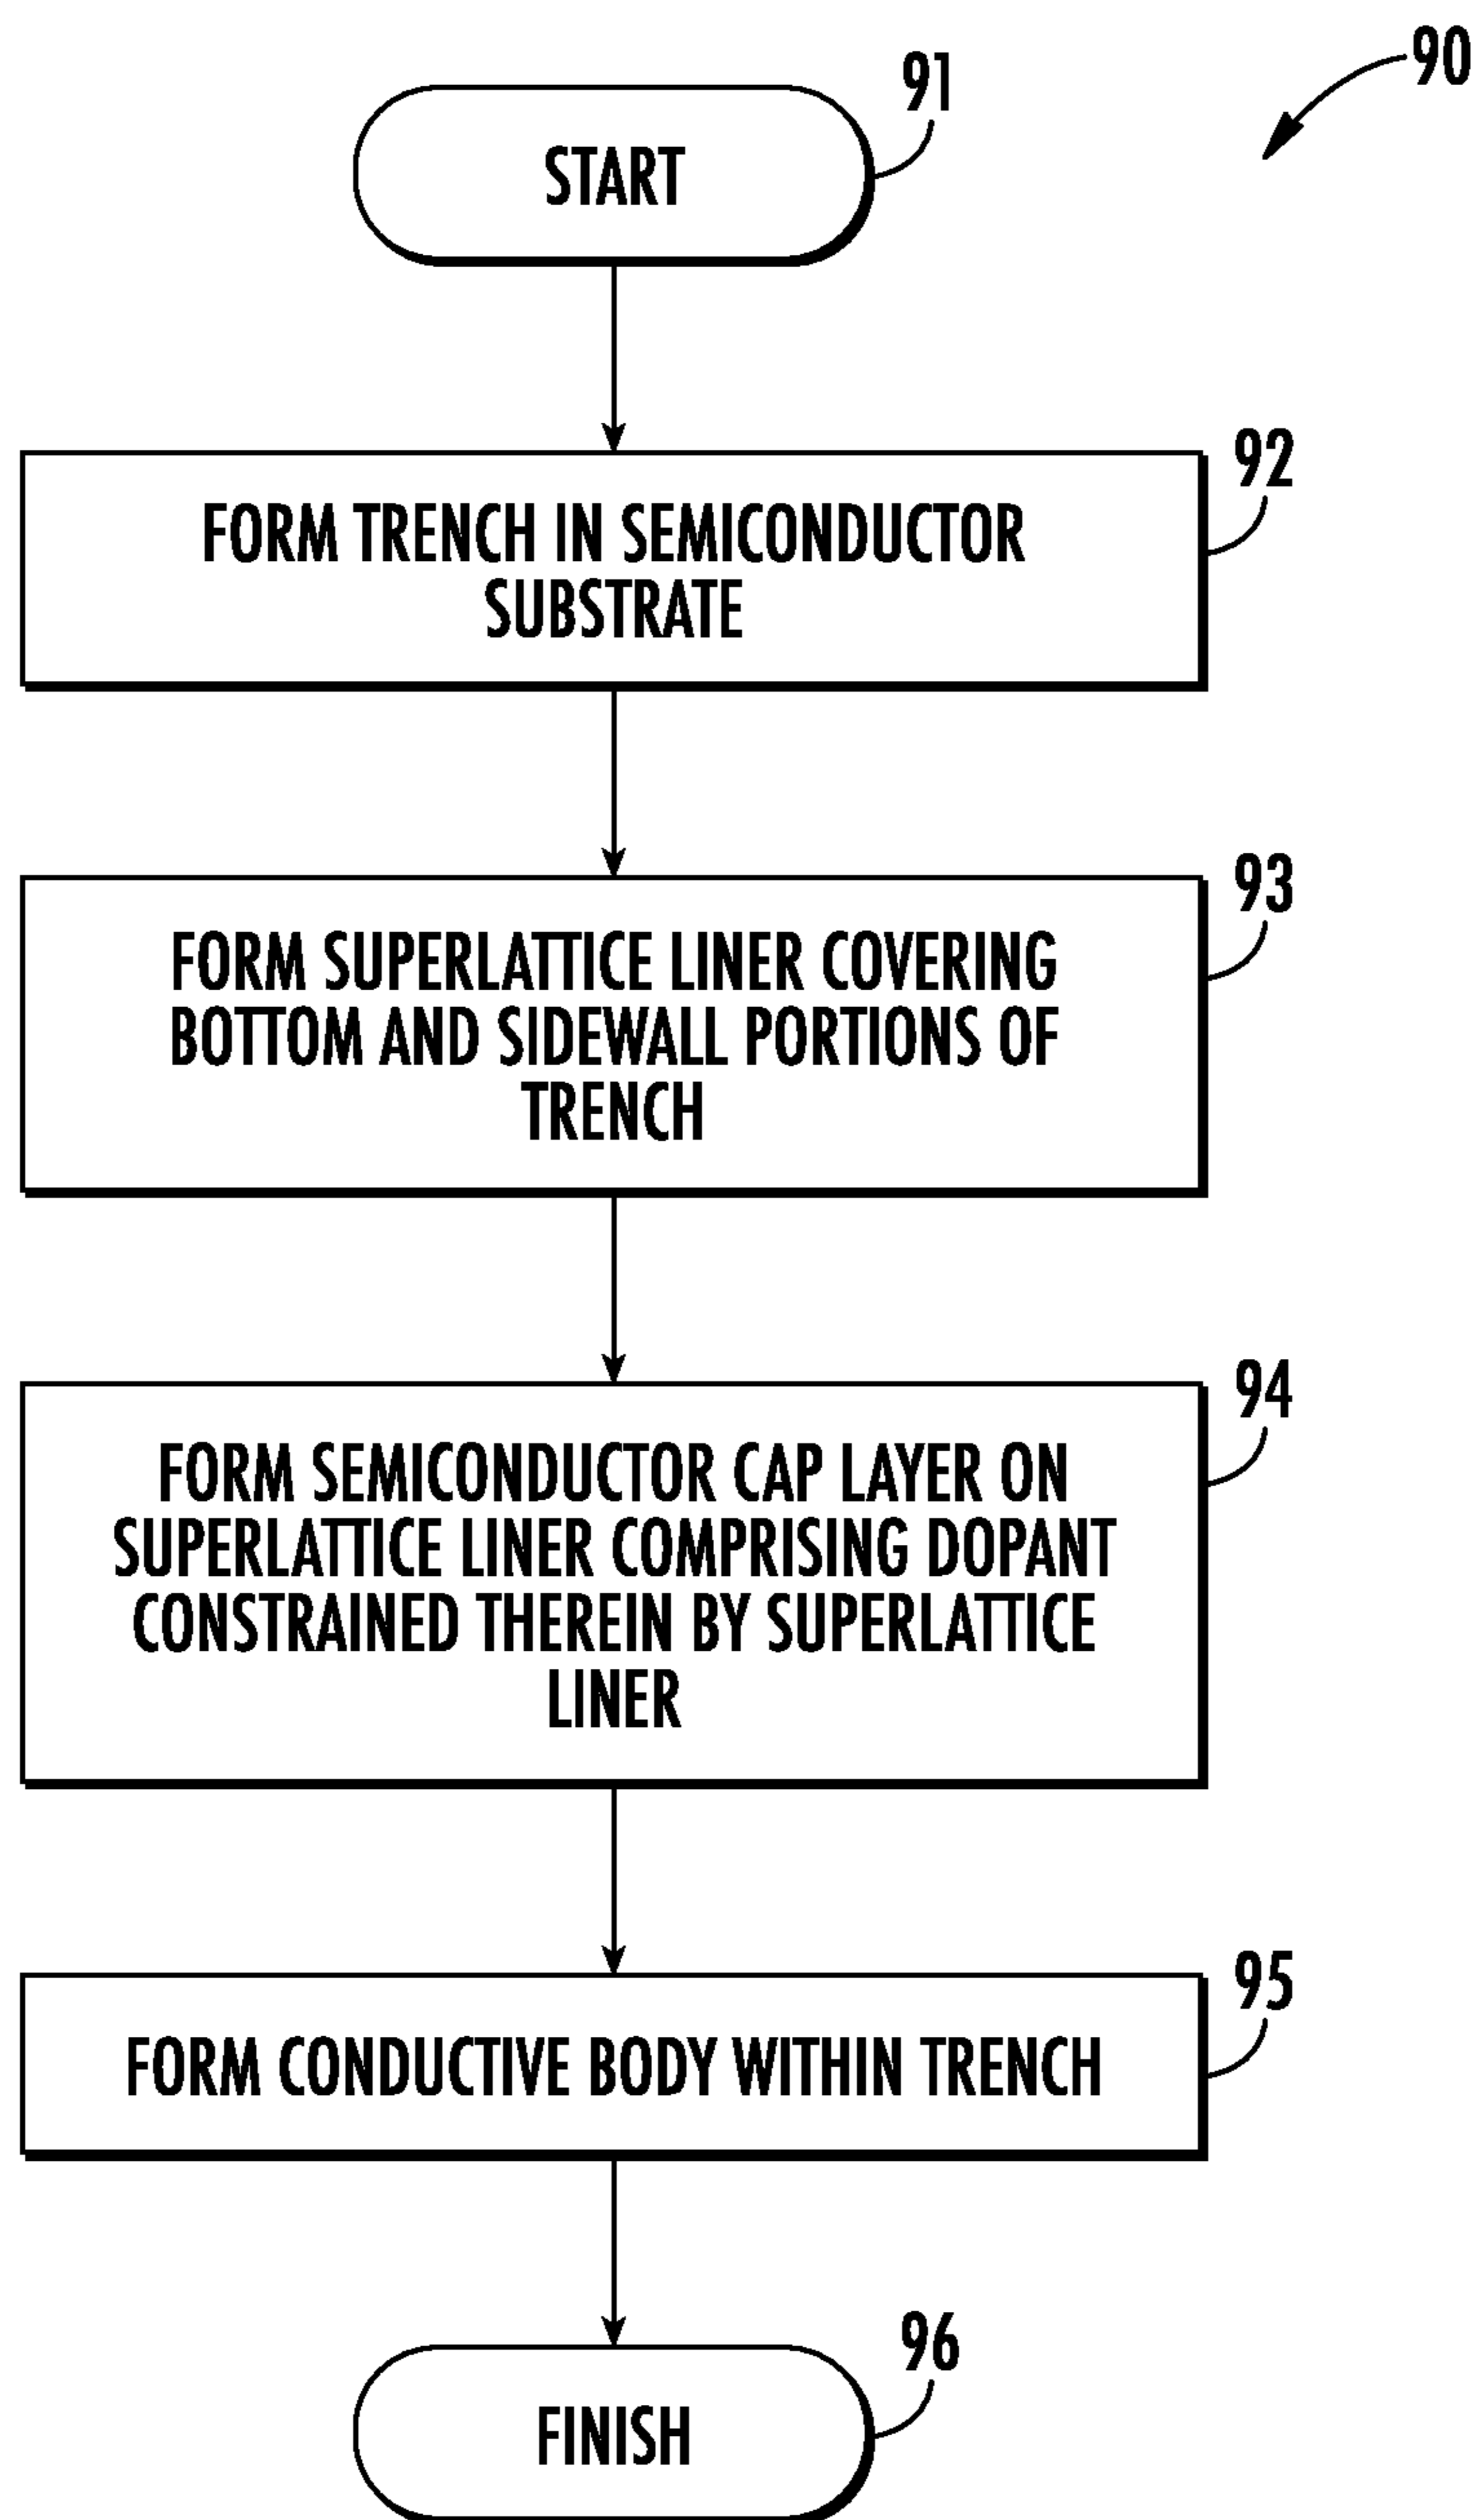 90
91
START
92
FORM TRENCH IN SEMICONDUCTOR
SUBSTRATE
93
FORM SUPERLATTICE LINER COVERING
BOTTOM AND SIDEWALL PORTIONS OF
TRENCH
94
FORM SEMICONDUCTOR CAP LAYER ON
SUPERLATTICE LINER COMPRISING DOPANT
CONSTRAINED THEREIN BY SUPERLATTICE
LINER
95
FORM CONDUCTIVE BODY WITHIN TRENCH
96
FINISH